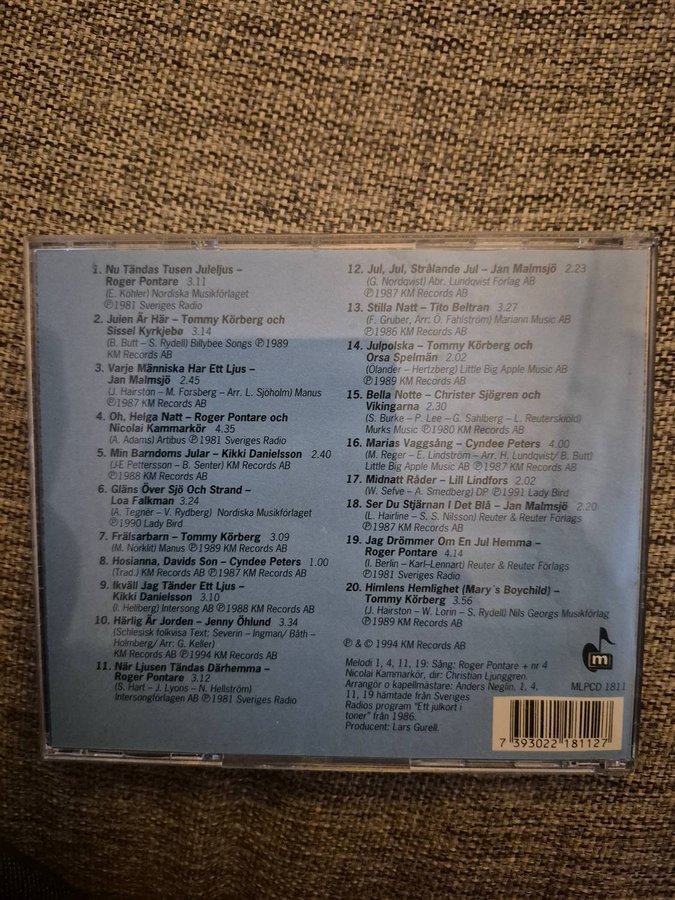 1. Nu Tändas Tusen Juleljus –
Roger Pontare 3.11
(E. Köhler) Nordiska Musikförlaget
℗1981 Sveriges Radio
2. Julen Är Här – Tommy Körberg och
Sissel Kyrkjebø 3.14
(B. Butt – S. Rydell) Billybee Songs ℗1989
KM Records AB
3. Varje Människa Har Ett Ljus –
Jan Malmsjö 2.45
(J. Hairston – M. Forsberg – Arr. L. Sjöholm) Manus
℗1987 KM Records AB
4. Oh, Helga Natt – Roger Pontare och
Nicolai Kammarkör 4.35
(A. Adams) Artibus ℗1981 Sveriges Radio
5. Min Barndoms Jular – Kikki Danielsson 2.40
(J-E Pettersson – B. Senter) KM Records AB
℗1988 KM Records AB
6. Gläns Över Sjö Och Strand –
Loa Falkman 3.24
(A. Tegnér – V. Rydberg) Nordiska Musikförlaget
℗1990 Lady Bird
7. Frälsarbarn – Tommy Körberg 3.09
(M. Nörklit) Manus ℗1989 KM Records AB
8. Hosianna, Davids Son – Cyndee Peters 1.00
(Trad.) KM Records AB ℗1987 KM Records AB
9. Ikväll Jag Tänder Ett Ljus –
Kikki Danielsson 3.10
(I. Hellberg) Intersong AB ℗1988 KM Records AB
10. Härlig Är Jorden – Jenny Öhlund 3.34
(Schlesisk folkvisa Text: Severin – Ingman/ Båth –
Holmberg/ Arr: G. Keller)
KM Records AB ℗1994 KM Records AB
11. När Ljusen Tändas Därhemma –
Roger Pontare 3.12
(S. Hart – J. Lyons – N. Hellström)
Intersongförlagen AB ℗1981 Sveriges Radio
12. Jul, Jul, Strålande Jul – Jan Malmsjö 2.23
(G. Nordqvist) Abr. Lundqvist Förlag AB
℗1987 KM Records AB
13. Stilla Natt – Tito Beltran 3.27
(F. Gruber, Arr: O. Fahlström) Mariann Music AB
℗1986 KM Records AB
14. Julpolska – Tommy Körberg och
Orsa Spelmän 2.02
(Ölander – Hertzberg) Little Big Apple Music AB
℗1989 KM Records AB
15. Bella Notte – Christer Sjögren och
Vikingarna 2.30
(S. Burke – P. Lee – G. Sahlberg – L. Reuterskiöld)
Murks Music ℗1980 KM Records AB
16. Marias Vaggsång – Cyndee Peters 4.00
(M. Reger – E. Lindström – Arr. H. Lundqvist/ B. Butt)
Little Big Apple Music AB ℗1987 KM Records AB
17. Midnatt Råder – Lill Lindfors 2.02
(W. Sefve – A. Smedberg) DP ℗1991 Lady Bird
18. Ser Du Stjärnan I Det Blå – Jan Malmsjö 2.20
(L. Hairline – S. S. Nilsson) Reuter & Reuter Förlags
℗1987 KM Records AB
19. Jag Drömmer Om En Jul Hemma –
Roger Pontare 4.14
(I. Berlin – Karl-Lennart) Reuter & Reuter Förlags
℗1981 Sveriges Radio
20. Himlens Hemlighet (Mary´s Boychild) –
Tommy Körberg 3.56
(J. Hairston – W. Lorin – S. Rydell) Nils Georgs Musikförlag
℗1989 KM Records AB
℗ & © 1994 KM Records AB
Melodi 1, 4, 11, 19: Sång: Roger Pontare + nr 4
Nicolai Kammarkör, dir: Christian Ljunggren.
Arrangör o kapellmästare: Anders Neglin. 1, 4,
11, 19 hämtade från Sveriges
Radios program "Ett julkort i
toner" från 1986.
Producent: Lars Gurell.
m
MLPCD 1811
7 393022 181127